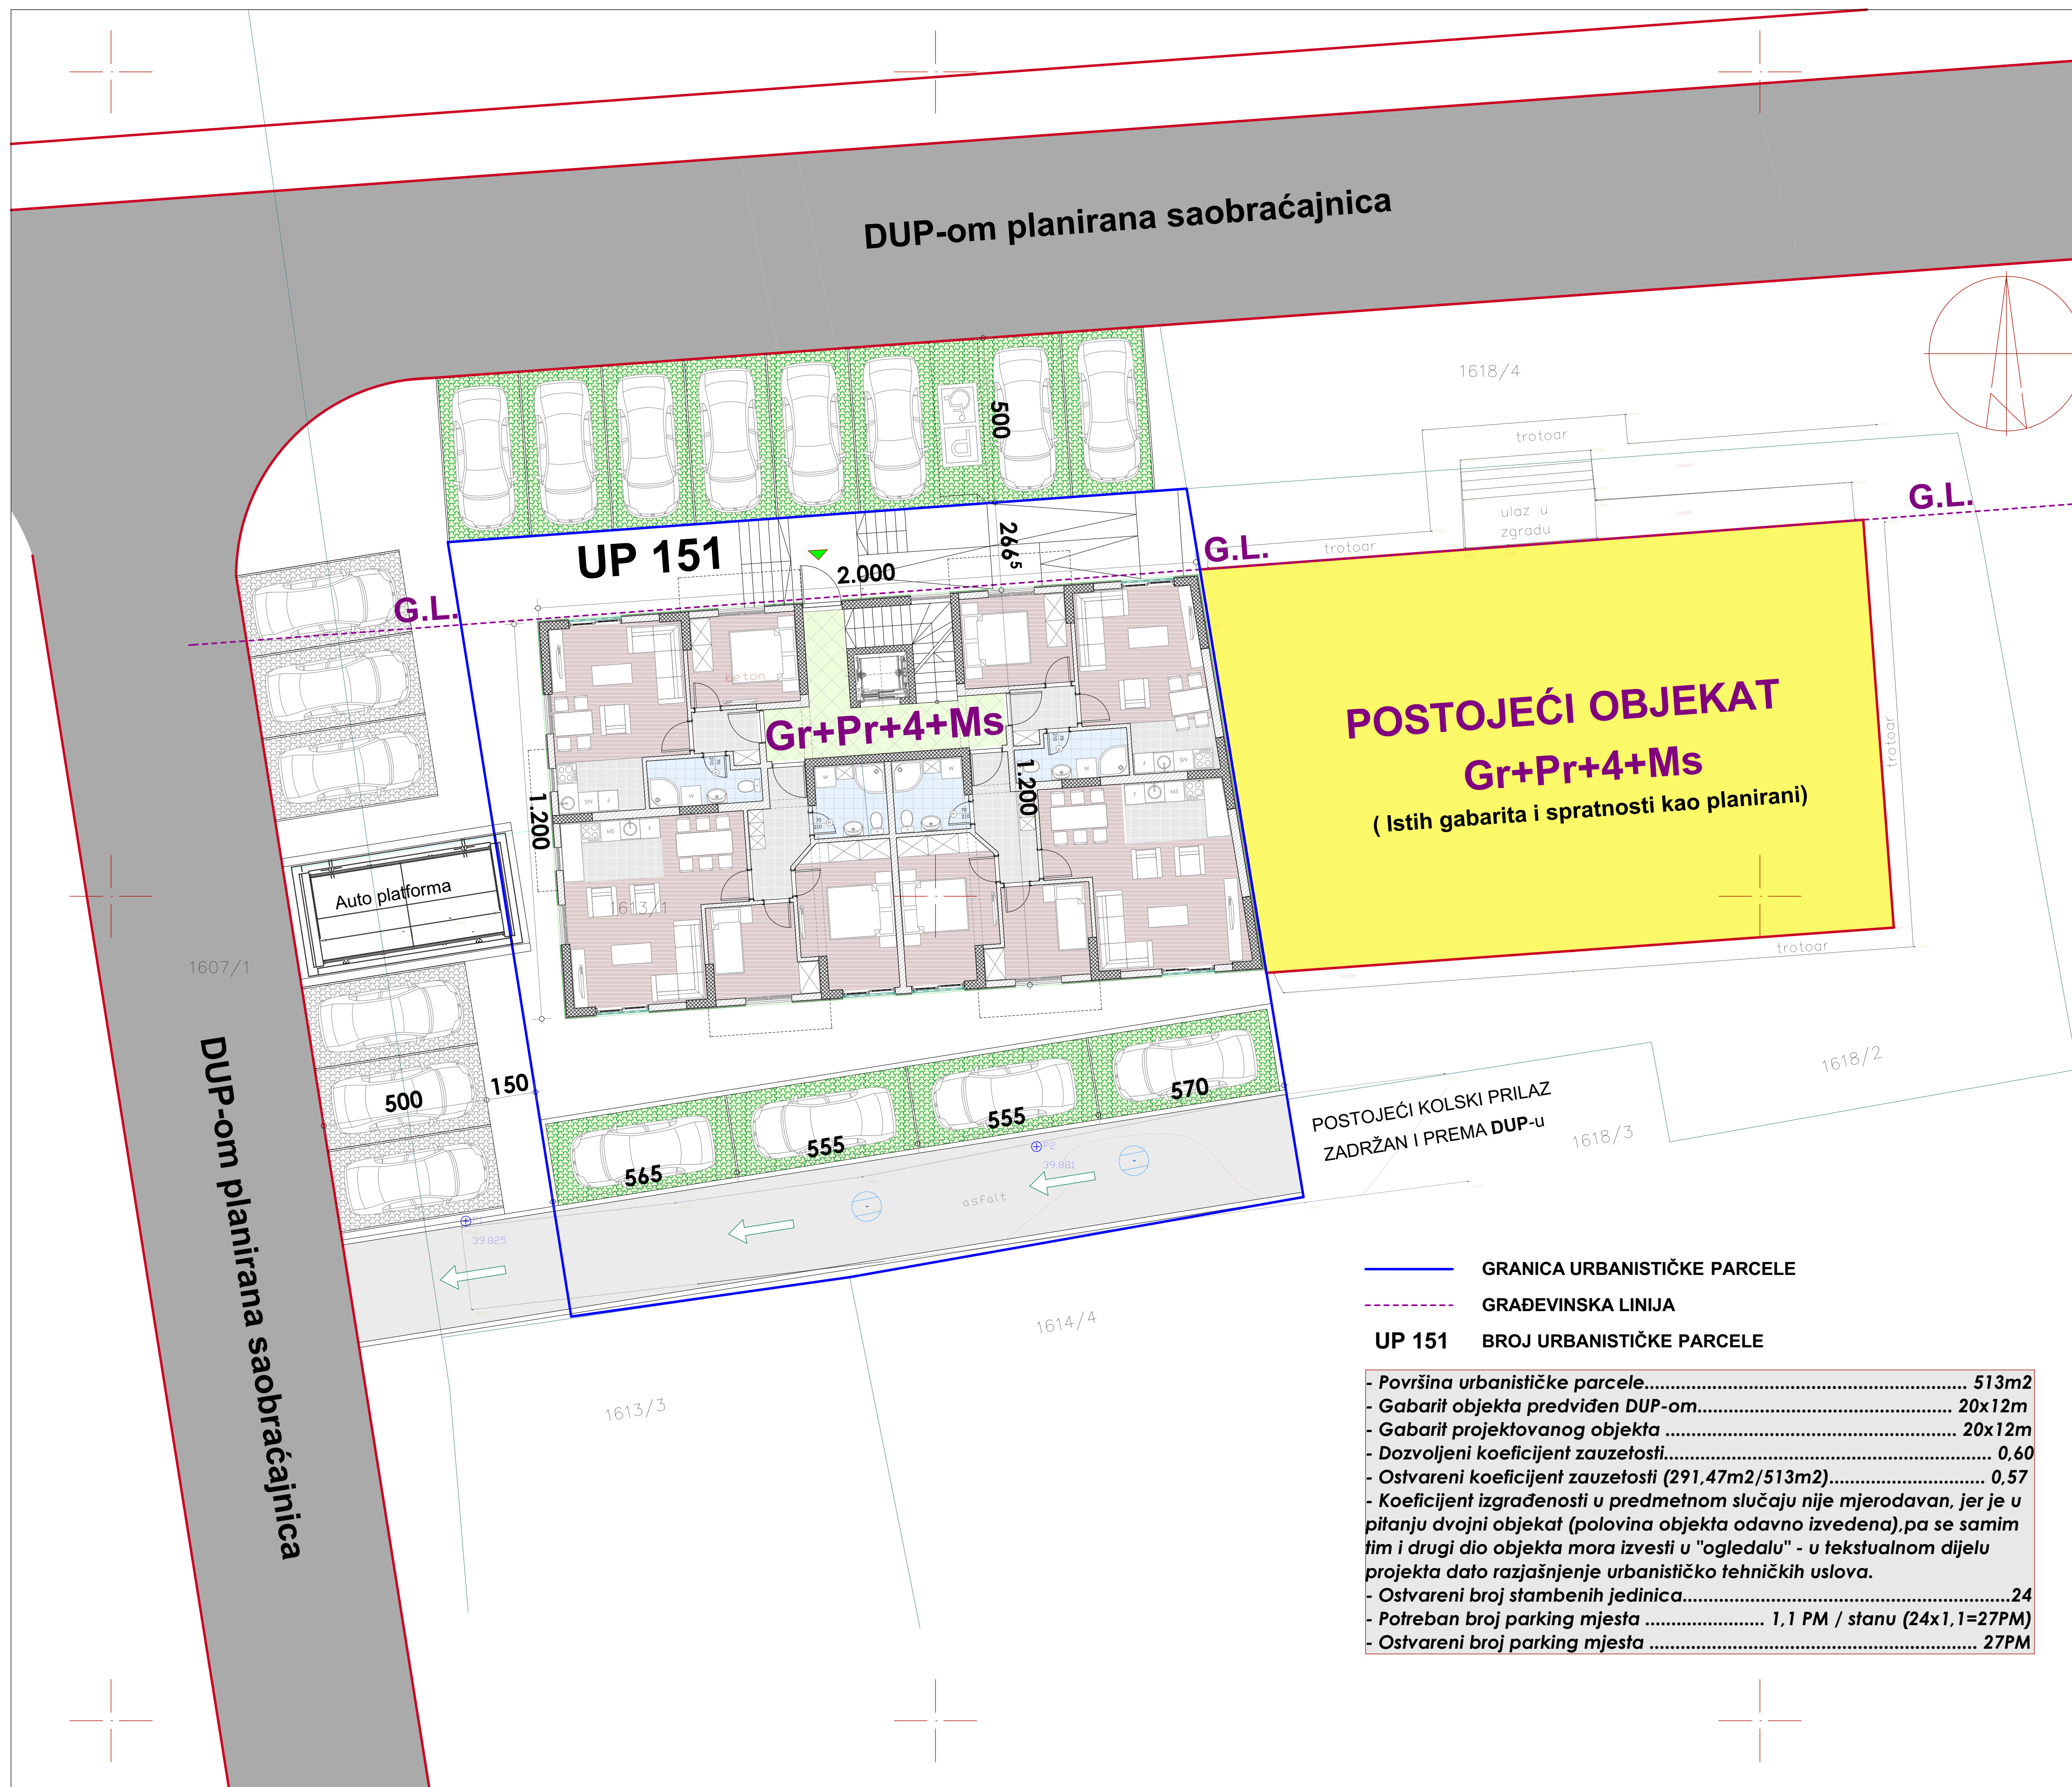 DUP-om planirana saobraćajnica
1618/4
trotoar
ulaz u
zgradu
trotoar
G.L.
G.L.
G.L.
500
UP 151
2665
2.000
beton
Gr+Pr+4+Ms
1.200
1.200
POSTOJEĆI OBJEKAT
Gr+Pr+4+Ms
( Istih gabarita i spratnosti kao planirani)
trotoar
trotoar
Auto platforma
1613/1
1607/1
DUP-om planirana saobraćajnica
500
150
565
555
555
570
P2
39.881
asfalt
39.825
POSTOJEĆI KOLSKI PRILAZ
ZADRŽAN I PREMA DUP-u
1618/2
1618/3
1614/4
1613/3
GRANICA URBANISTIČKE PARCELE
GRAĐEVINSKA LINIJA
UP 151 BROJ URBANISTIČKE PARCELE
- Površina urbanističke parcele.............................................................. 513m2
- Gabarit objekta predviđen DUP-om................................................. 20x12m
- Gabarit projektovanog objekta ........................................................ 20x12m
- Dozvoljeni koeficijent zauzetosti............................................................... 0,60
- Ostvareni koeficijent zauzetosti (291,47m2/513m2).............................. 0,57
- Koeficijent izgrađenosti u predmetnom slučaju nije mjerodavan, jer je u
pitanju dvojni objekat (polovina objekta odavno izvedena),pa se samim
tim i drugi dio objekta mora izvesti u "ogledalu" - u tekstualnom dijelu
projekta dato razjašnjenje urbanističko tehničkih uslova.
- Ostvareni broj stambenih jedinica...............................................................24
- Potreban broj parking mjesta ....................... 1,1 PM / stanu (24x1,1=27PM)
- Ostvareni broj parking mjesta ............................................................... 27PM